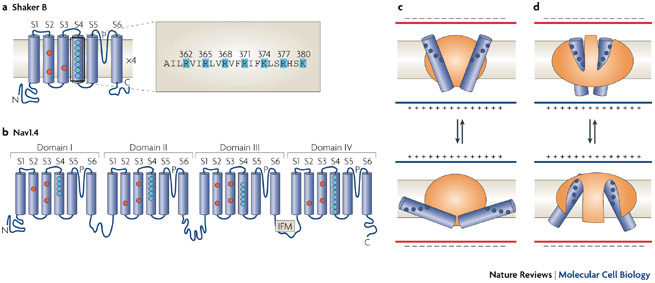 a Shaker B
S1 S2 S3 S4 S5 S6
P
×4
N
C
362 365 368 371 374 377 380
AILRVIRLVRVFRIFKLSRHSK
b Nav1.4
Domain I Domain II Domain III Domain IV
S1 S2 S3 S4 S5 S6 S1 S2 S3 S4 S5 S6 S1 S2 S3 S4 S5 S6 S1 S2 S3 S4 S5 S6
P P P P
N
IFM
C
c
– – – – – – – – – – – – – –
+ + + + + + + + + + + + + +
+ + + + + + + + + + + + + +
– – – – – – – – – – – – – –
d
– – – – – – – – – – – – – –
+ + + + + + + + + + + + + +
+ + + + + + + + + + + + + +
– – – – – – – – – – – – – –
Nature Reviews | Molecular Cell Biology